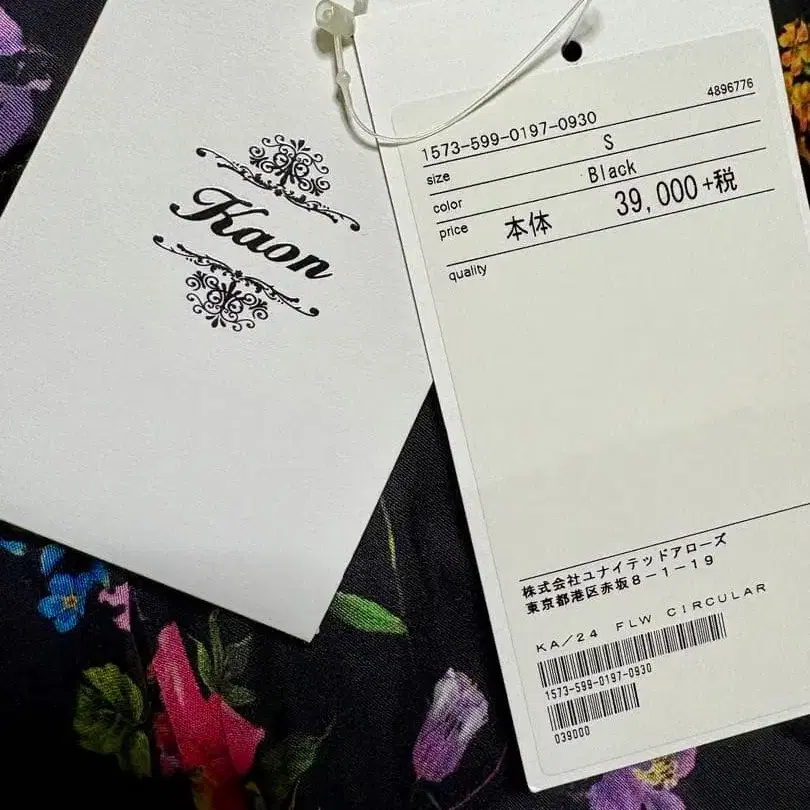 Kaon
4896776
1573-599-0197-0930
size S
color Black
price 本体 39,000+税
quality
株式会社ユナイテッドアローズ
東京都港区赤坂8-1-19
KA/24 FLW CIRCULAR
1573-599-0197-0930
039000